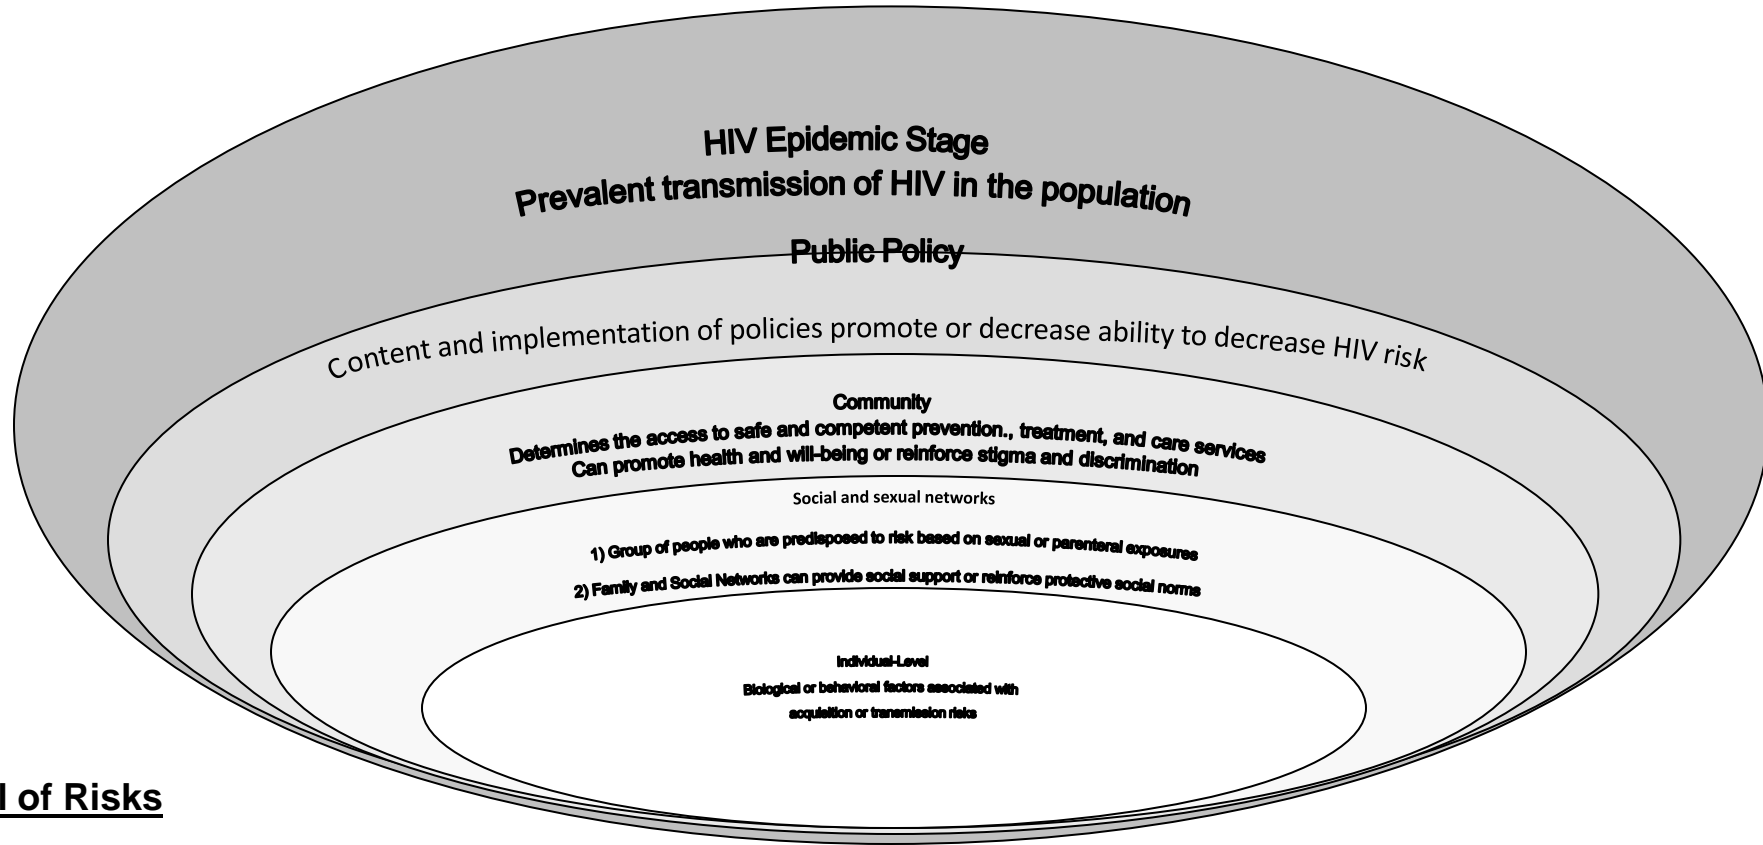 HIV Epidemic Stage
Prevalent transmission of HIV in the population
Public Policy
Content and implementation of policies promote or decrease ability to decrease HIV risk
Community
Determines the access to safe and competent prevention., treatment, and care services
Can promote health and will-being or reinforce stigma and discrimination
Social and sexual networks
1) Group of people who are predisposed to risk based on sexual or parenteral exposures
2) Family and Social Networks can provide social support or reinforce protective social norms
Individual-Level
Biological or behavioral factors associated with
acquisition or transmission risks
of Risks